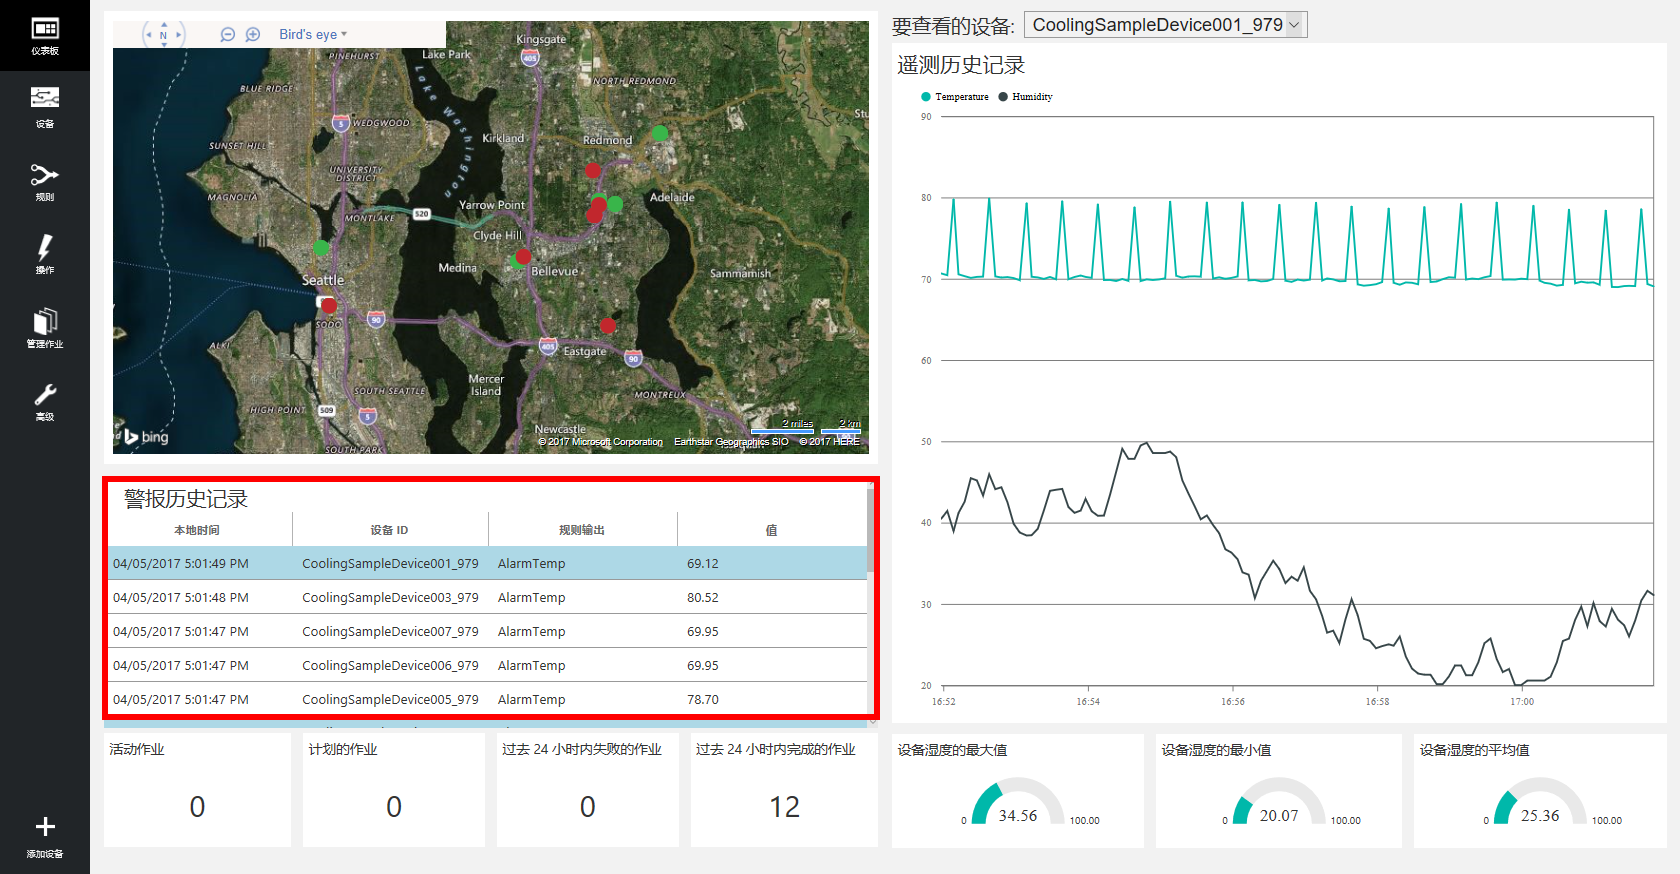 仪表板
设备
规则
操作
管理作业
高级
添加设备
N
Bird's eye
Kingsgate
405
Lake Park
PINEHURST
NORTH REDMOND
BLUE RIDGE
Lake Washington
5
WEDGWOOD
Kirkland
Redmond
SUNSET HILL
UNIVERSITY
DISTRICT
MAGNOLIA
Yarrow Point
Adelaide
520
MONTLAKE
Clyde Hill
Medina
Bellevue
Sammamish
Seattle
SODO
90
405
Eastgate
90
ALKI
Mercer
Island
SOUTH SEATTLE
MONTREUX
HIGH POINT
509
5
Newcastle
2 miles
2 km
bing
© 2017 Microsoft Corporation
Earthstar Geographics SIO
© 2017 HERE
SOUTH PARK
警报历史记录
本地时间 设备 ID 规则输出 值
04/05/2017 5:01:49 PM CoolingSampleDevice001_979 AlarmTemp 69.12
04/05/2017 5:01:48 PM CoolingSampleDevice003_979 AlarmTemp 80.52
04/05/2017 5:01:47 PM CoolingSampleDevice007_979 AlarmTemp 69.95
04/05/2017 5:01:47 PM CoolingSampleDevice006_979 AlarmTemp 69.95
04/05/2017 5:01:47 PM CoolingSampleDevice005_979 AlarmTemp 78.70
活动作业
0
计划的作业
0
过去 24 小时内失败的作业
0
过去 24 小时内完成的作业
12
要查看的设备: CoolingSampleDevice001_979
遥测历史记录
Temperature Humidity
90
80
70
60
50
40
30
20
16:52 16:54 16:56 16:58 17:00
设备湿度的最大值
0 34.56 100.00
设备湿度的最小值
0 20.07 100.00
设备湿度的平均值
0 25.36 100.00